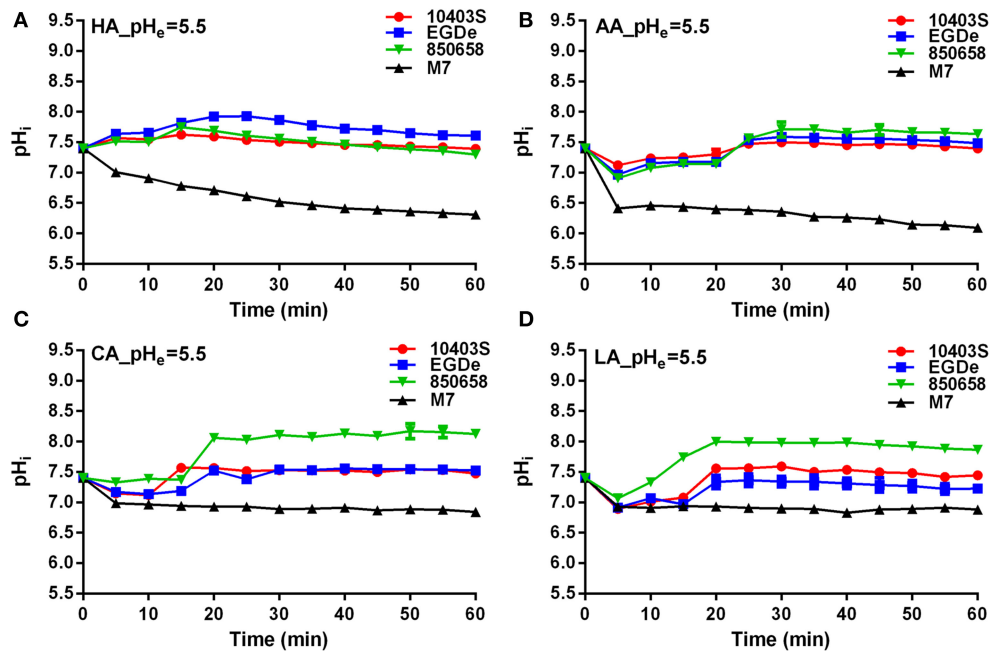 A
HA_pHe=5.5
10403S
EGDe
850658
M7
9.5
9.0
8.5
8.0
7.5
7.0
6.5
6.0
5.5
pHi
0 10 20 30 40 50 60
Time (min)
B
AA_pHe=5.5
10403S
EGDe
850658
M7
9.5
9.0
8.5
8.0
7.5
7.0
6.5
6.0
5.5
pHi
0 10 20 30 40 50 60
Time (min)
C
CA_pHe=5.5
10403S
EGDe
850658
M7
9.5
9.0
8.5
8.0
7.5
7.0
6.5
6.0
5.5
pHi
0 10 20 30 40 50 60
Time (min)
D
LA_pHe=5.5
10403S
EGDe
850658
M7
9.5
9.0
8.5
8.0
7.5
7.0
6.5
6.0
5.5
pHi
0 10 20 30 40 50 60
Time (min)